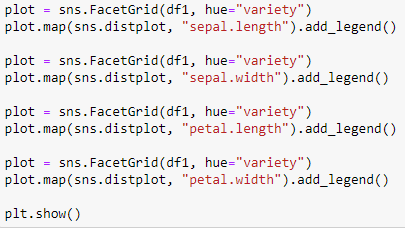 plot = sns.FacetGrid(df1, hue="variety")
plot.map(sns.distplot, "sepal.length").add_legend()
plot = sns.FacetGrid(df1, hue="variety")
plot.map(sns.distplot, "sepal.width").add_legend()
plot = sns.FacetGrid(df1, hue="variety")
plot.map(sns.distplot, "petal.length").add_legend()
plot = sns.FacetGrid(df1, hue="variety")
plot.map(sns.distplot, "petal.width").add_legend()
plt.show()